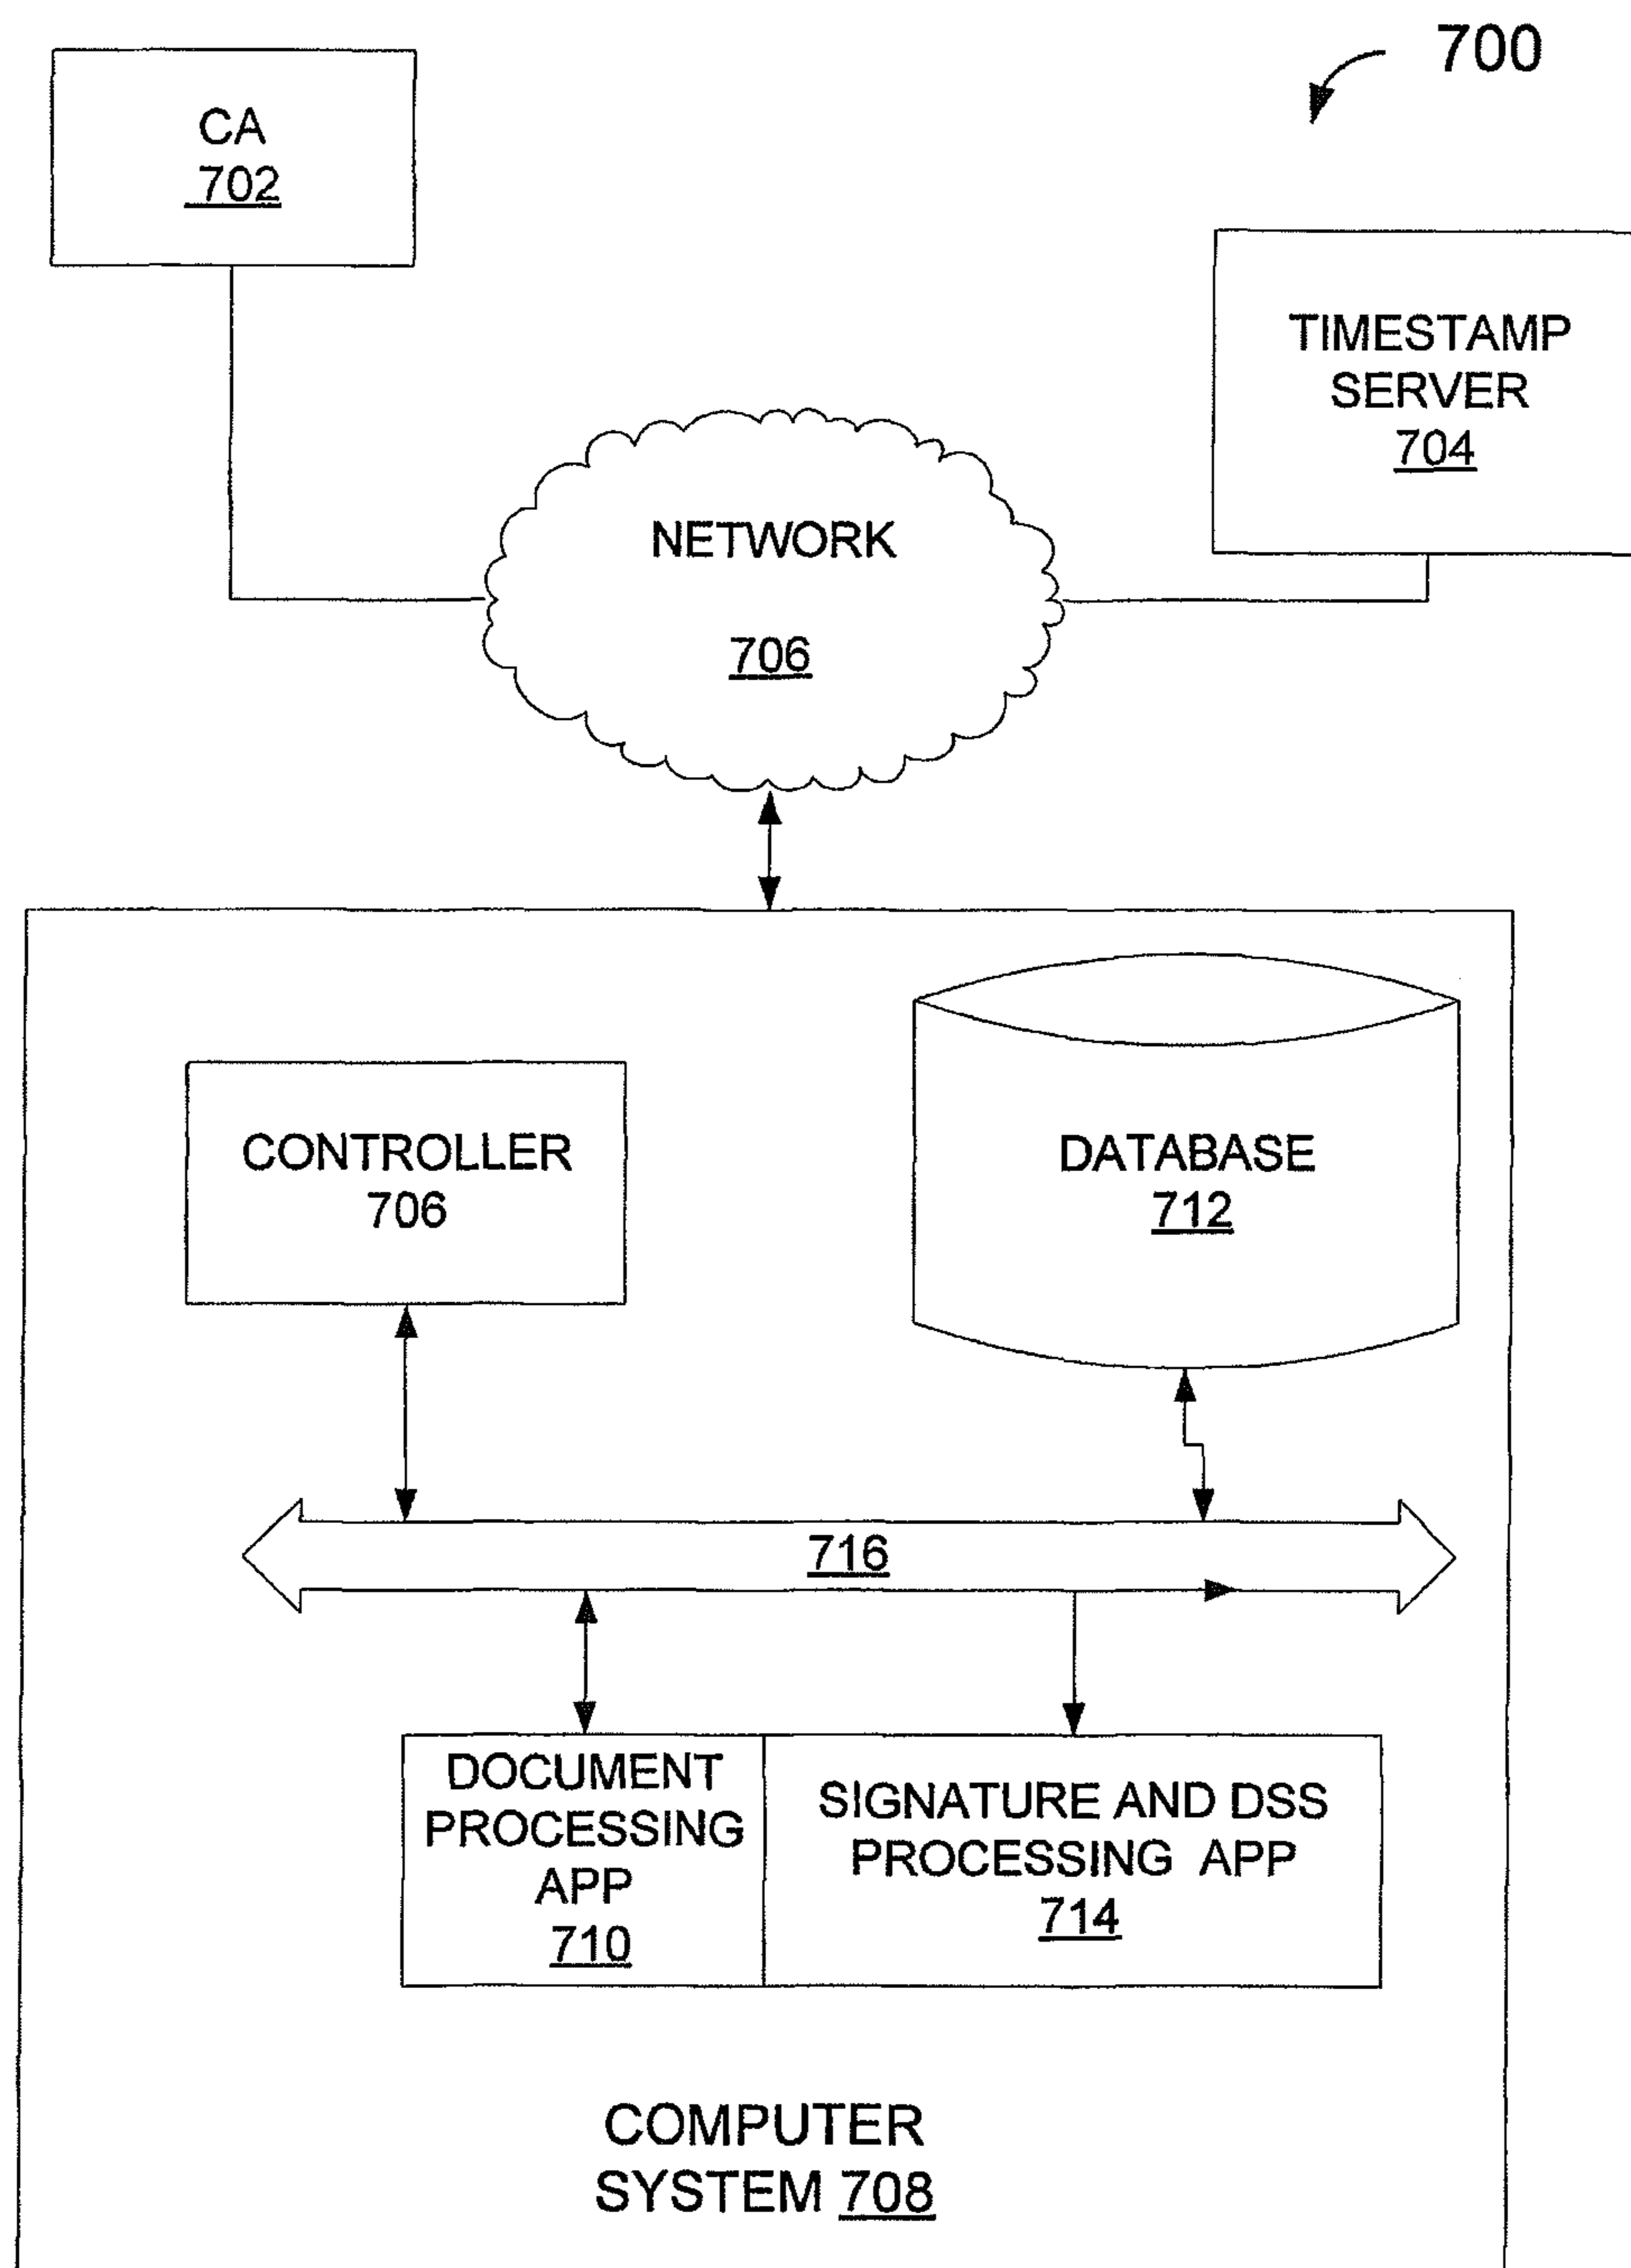 700
CA
702
TIMESTAMP
SERVER
704
NETWORK
706
CONTROLLER
706
DATABASE
712
716
DOCUMENT
PROCESSING
APP
710
SIGNATURE AND DSS
PROCESSING APP
714
COMPUTER
SYSTEM 708